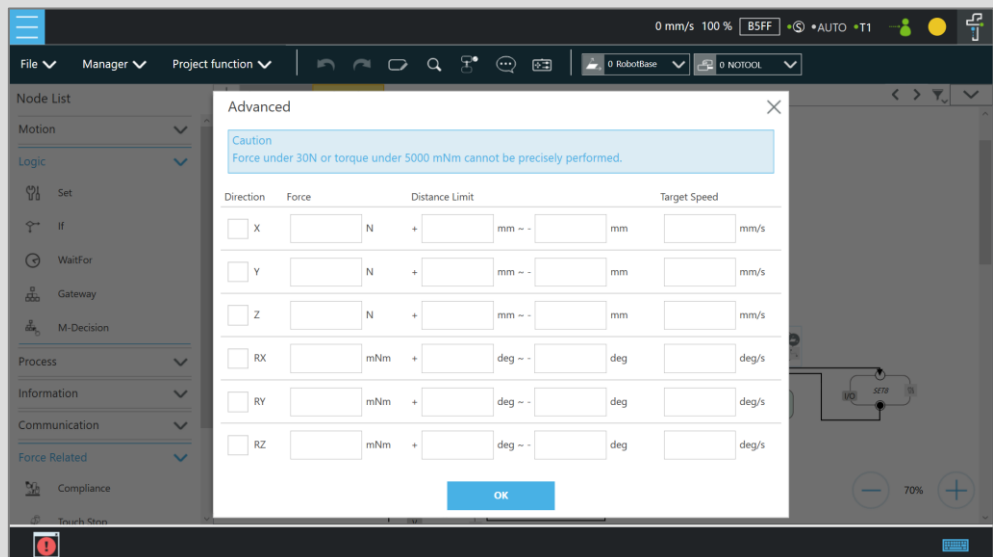 0 mm/s 100 % B5FF •Ⓢ •AUTO •T1
File Manager Project function 0 RobotBase 0 NOTOOL
Node List
Motion
Logic
Set
If
WaitFor
Gateway
M-Decision
Process
Information
Communication
Force Related
Compliance
Touch Stop
Advanced
Caution
Force under 30N or torque under 5000 mNm cannot be precisely performed.
Direction Force Distance Limit Target Speed
X N + mm ~ - mm mm/s
Y N + mm ~ - mm mm/s
Z N + mm ~ - mm mm/s
RX mNm + deg ~ - deg deg/s
RY mNm + deg ~ - deg deg/s
RZ mNm + deg ~ - deg deg/s
OK
I/O SET8
70%